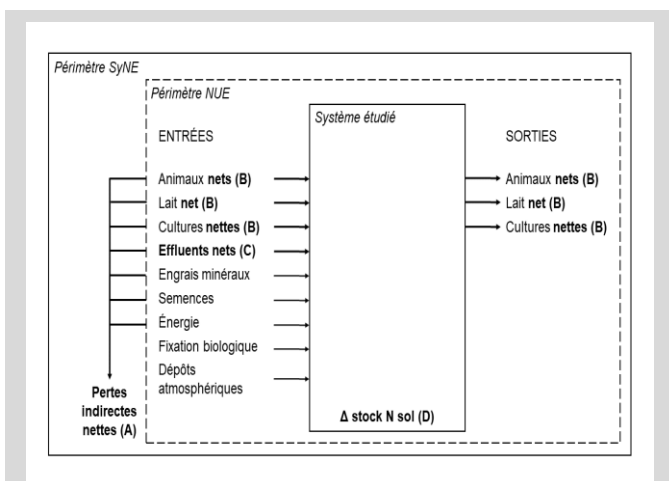 Périmètre SyNE
Périmètre NUE
Système étudié
ENTRÉES
SORTIES
Animaux nets (B)
Animaux nets (B)
Lait net (B)
Lait net (B)
Cultures nettes (B)
Cultures nettes (B)
Effluents nets (C)
Engrais minéraux
Semences
Énergie
Fixation biologique
Dépôts
atmosphériques
Pertes
indirectes
nettes (A)
Δ stock N sol (D)